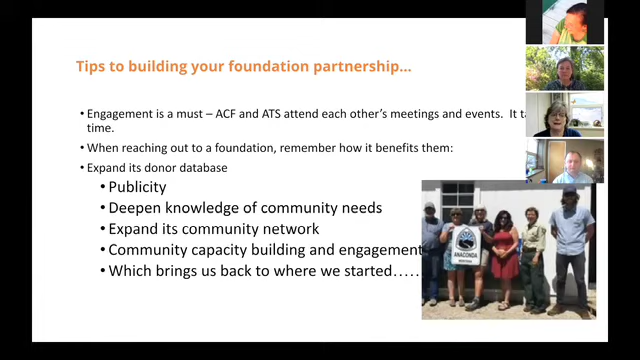 Tips to building your foundation partnership…
• Engagement is a must – ACF and ATS attend each other's meetings and events. It
time.
• When reaching out to a foundation, remember how it benefits them:
• Expand its donor database
• Publicity
• Deepen knowledge of community needs
• Expand its community network
• Community capacity building and engagement
• Which brings us back to where we started……
ANACONDA